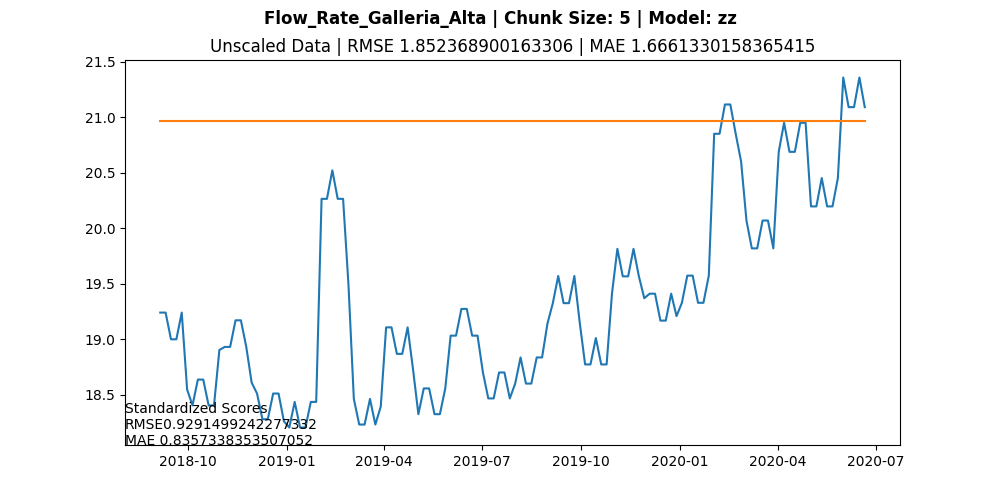 Flow_Rate_Galleria_Alta | Chunk Size: 5 | Model: zz
Unscaled Data | RMSE 1.852368900163306 | MAE 1.6661330158365415
21.5
21.0
20.5
20.0
19.5
19.0
18.5
Standardized Scores
RMSE0.9291499242277332
MAE 0.8357338353507052
2018-10 2019-01 2019-04 2019-07 2019-10 2020-01 2020-04 2020-07